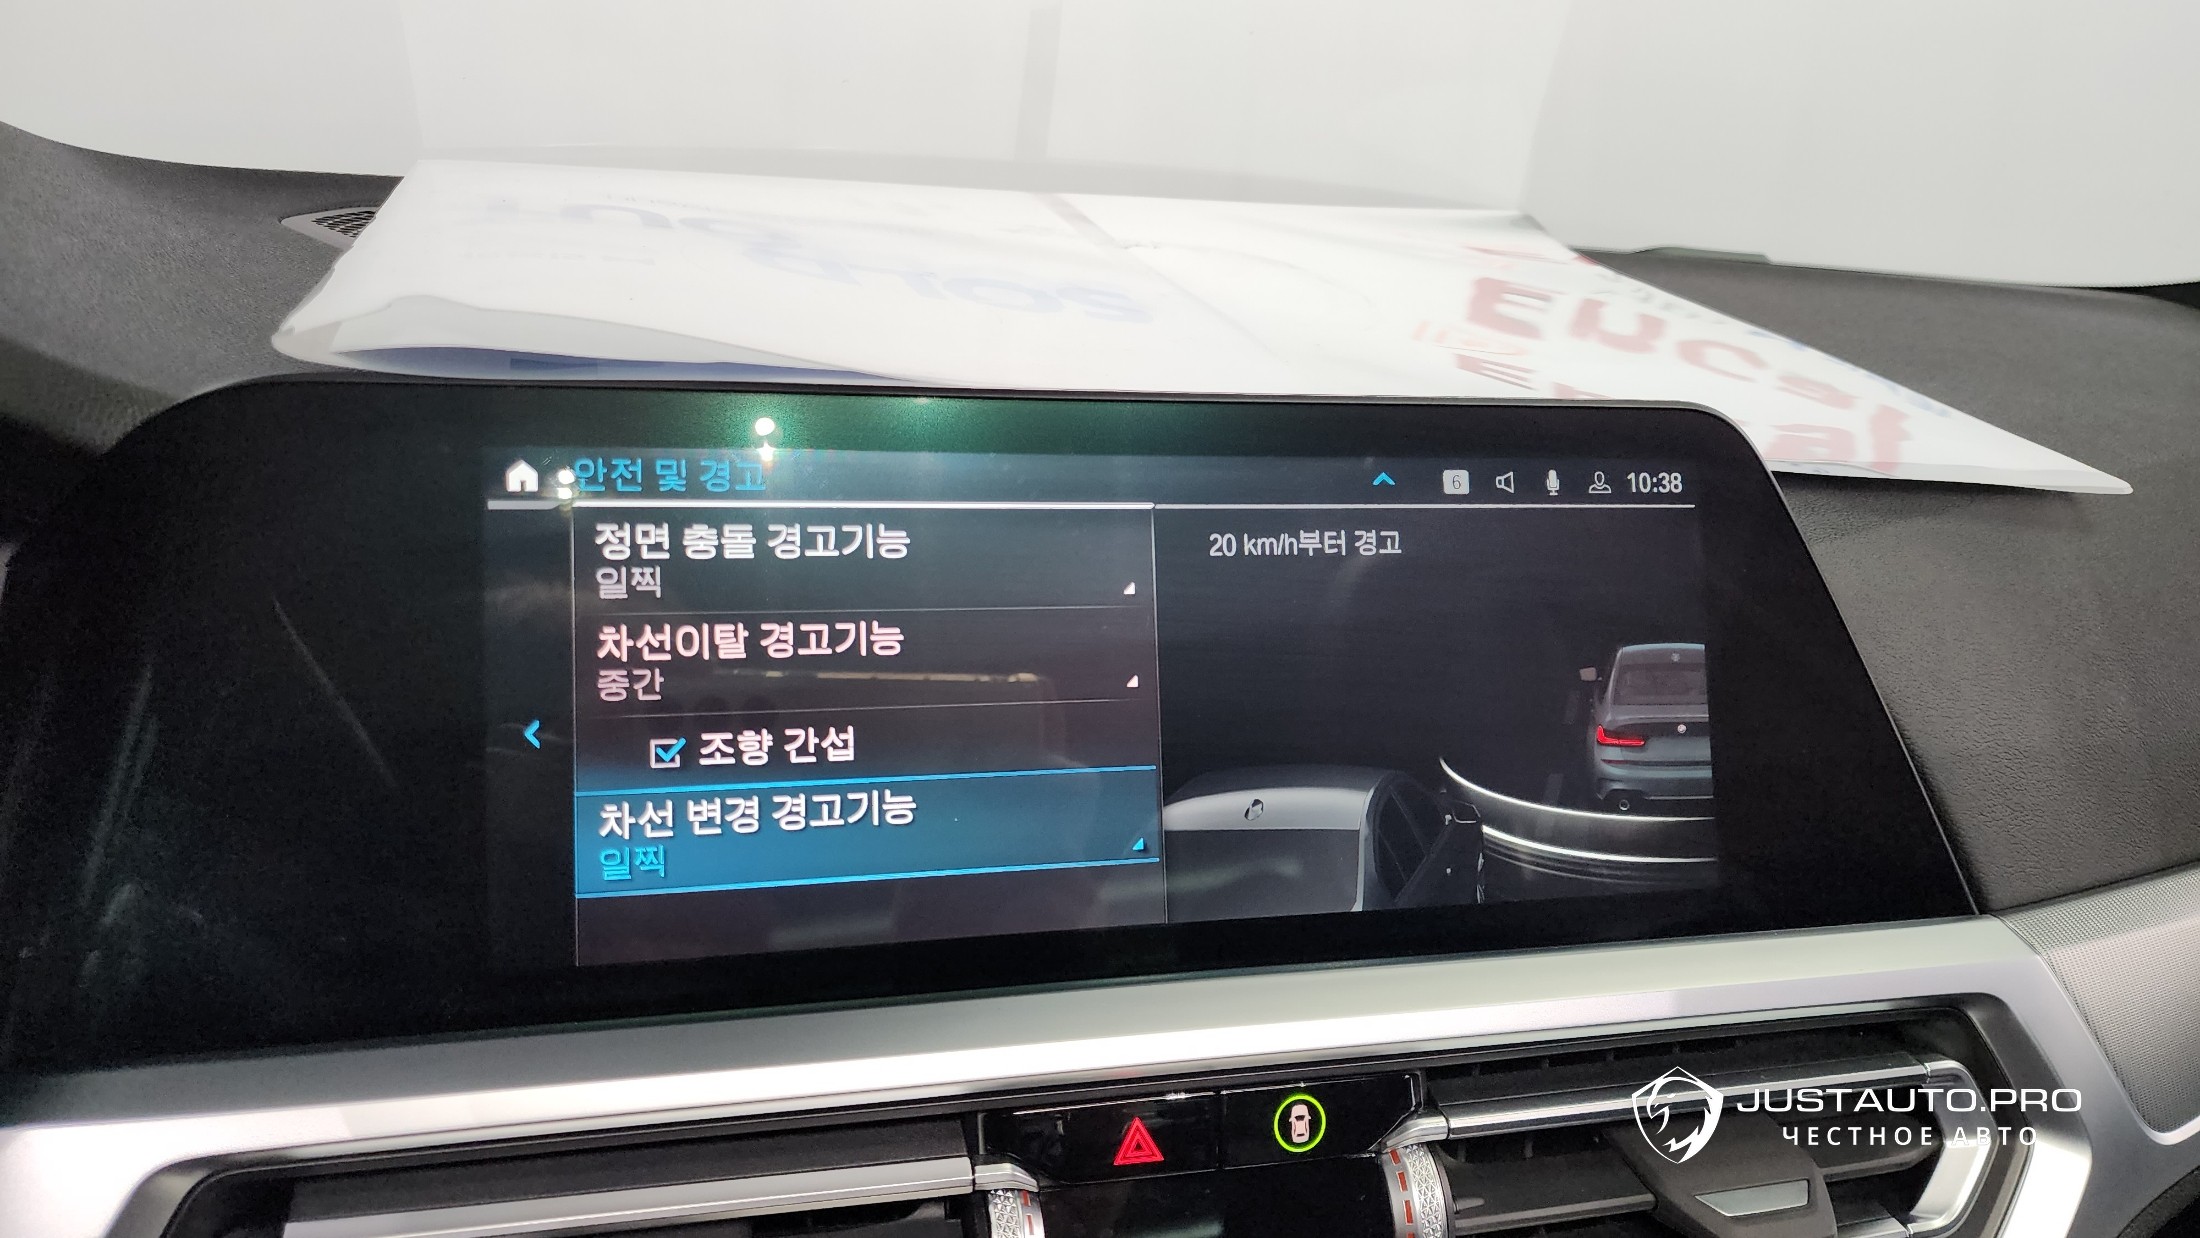 Encar
안전 및 경고
6
10:38
정면 충돌 경고기능
일찍
차선이탈 경고기능
중간
조향 간섭
차선 변경 경고기능
일찍
20 km/h부터 경고
JUSTAUTO.PRO
ЧЕСТНОЕ АВТО